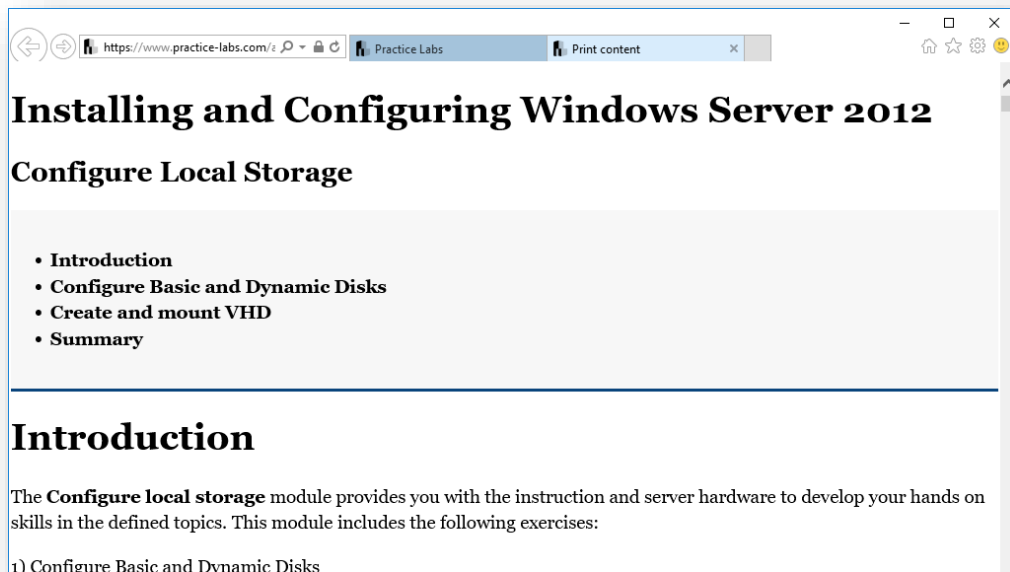 https://www.practice-labs.com/a
Practice Labs
Print content
Installing and Configuring Windows Server 2012
Configure Local Storage
• Introduction
• Configure Basic and Dynamic Disks
• Create and mount VHD
• Summary
Introduction
The Configure local storage module provides you with the instruction and server hardware to develop your hands on
skills in the defined topics. This module includes the following exercises:
1) Configure Basic and Dynamic Disks